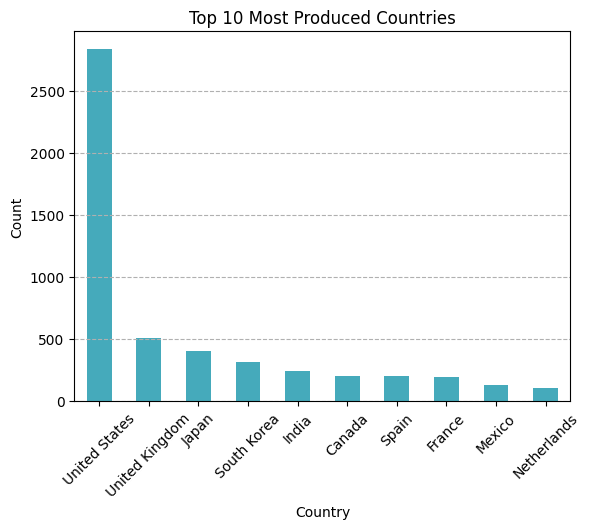 Top 10 Most Produced Countries
Count
2500
2000
1500
1000
500
0
United States
United Kingdom
Japan
South Korea
India
Canada
Spain
France
Mexico
Netherlands
Country